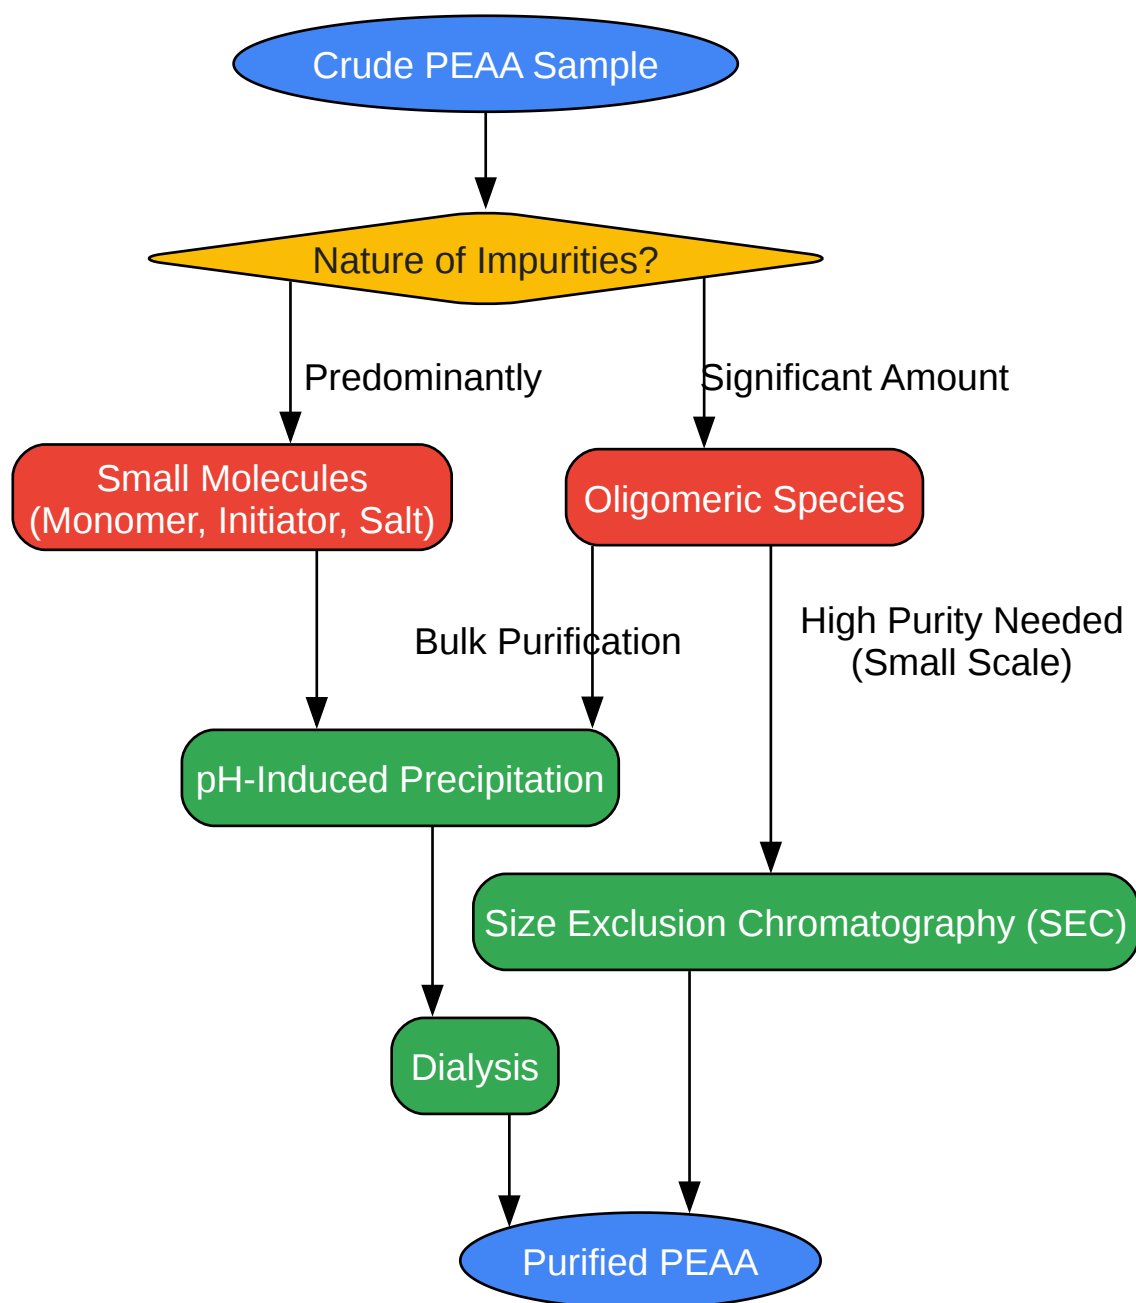 Crude PEAA Sample
Nature of Impurities?
Predominantly
Significant Amount
Small Molecules
(Monomer, Initiator, Salt)
Oligomeric Species
Bulk Purification
High Purity Needed
(Small Scale)
pH-Induced Precipitation
Size Exclusion Chromatography (SEC)
Dialysis
Purified PEAA